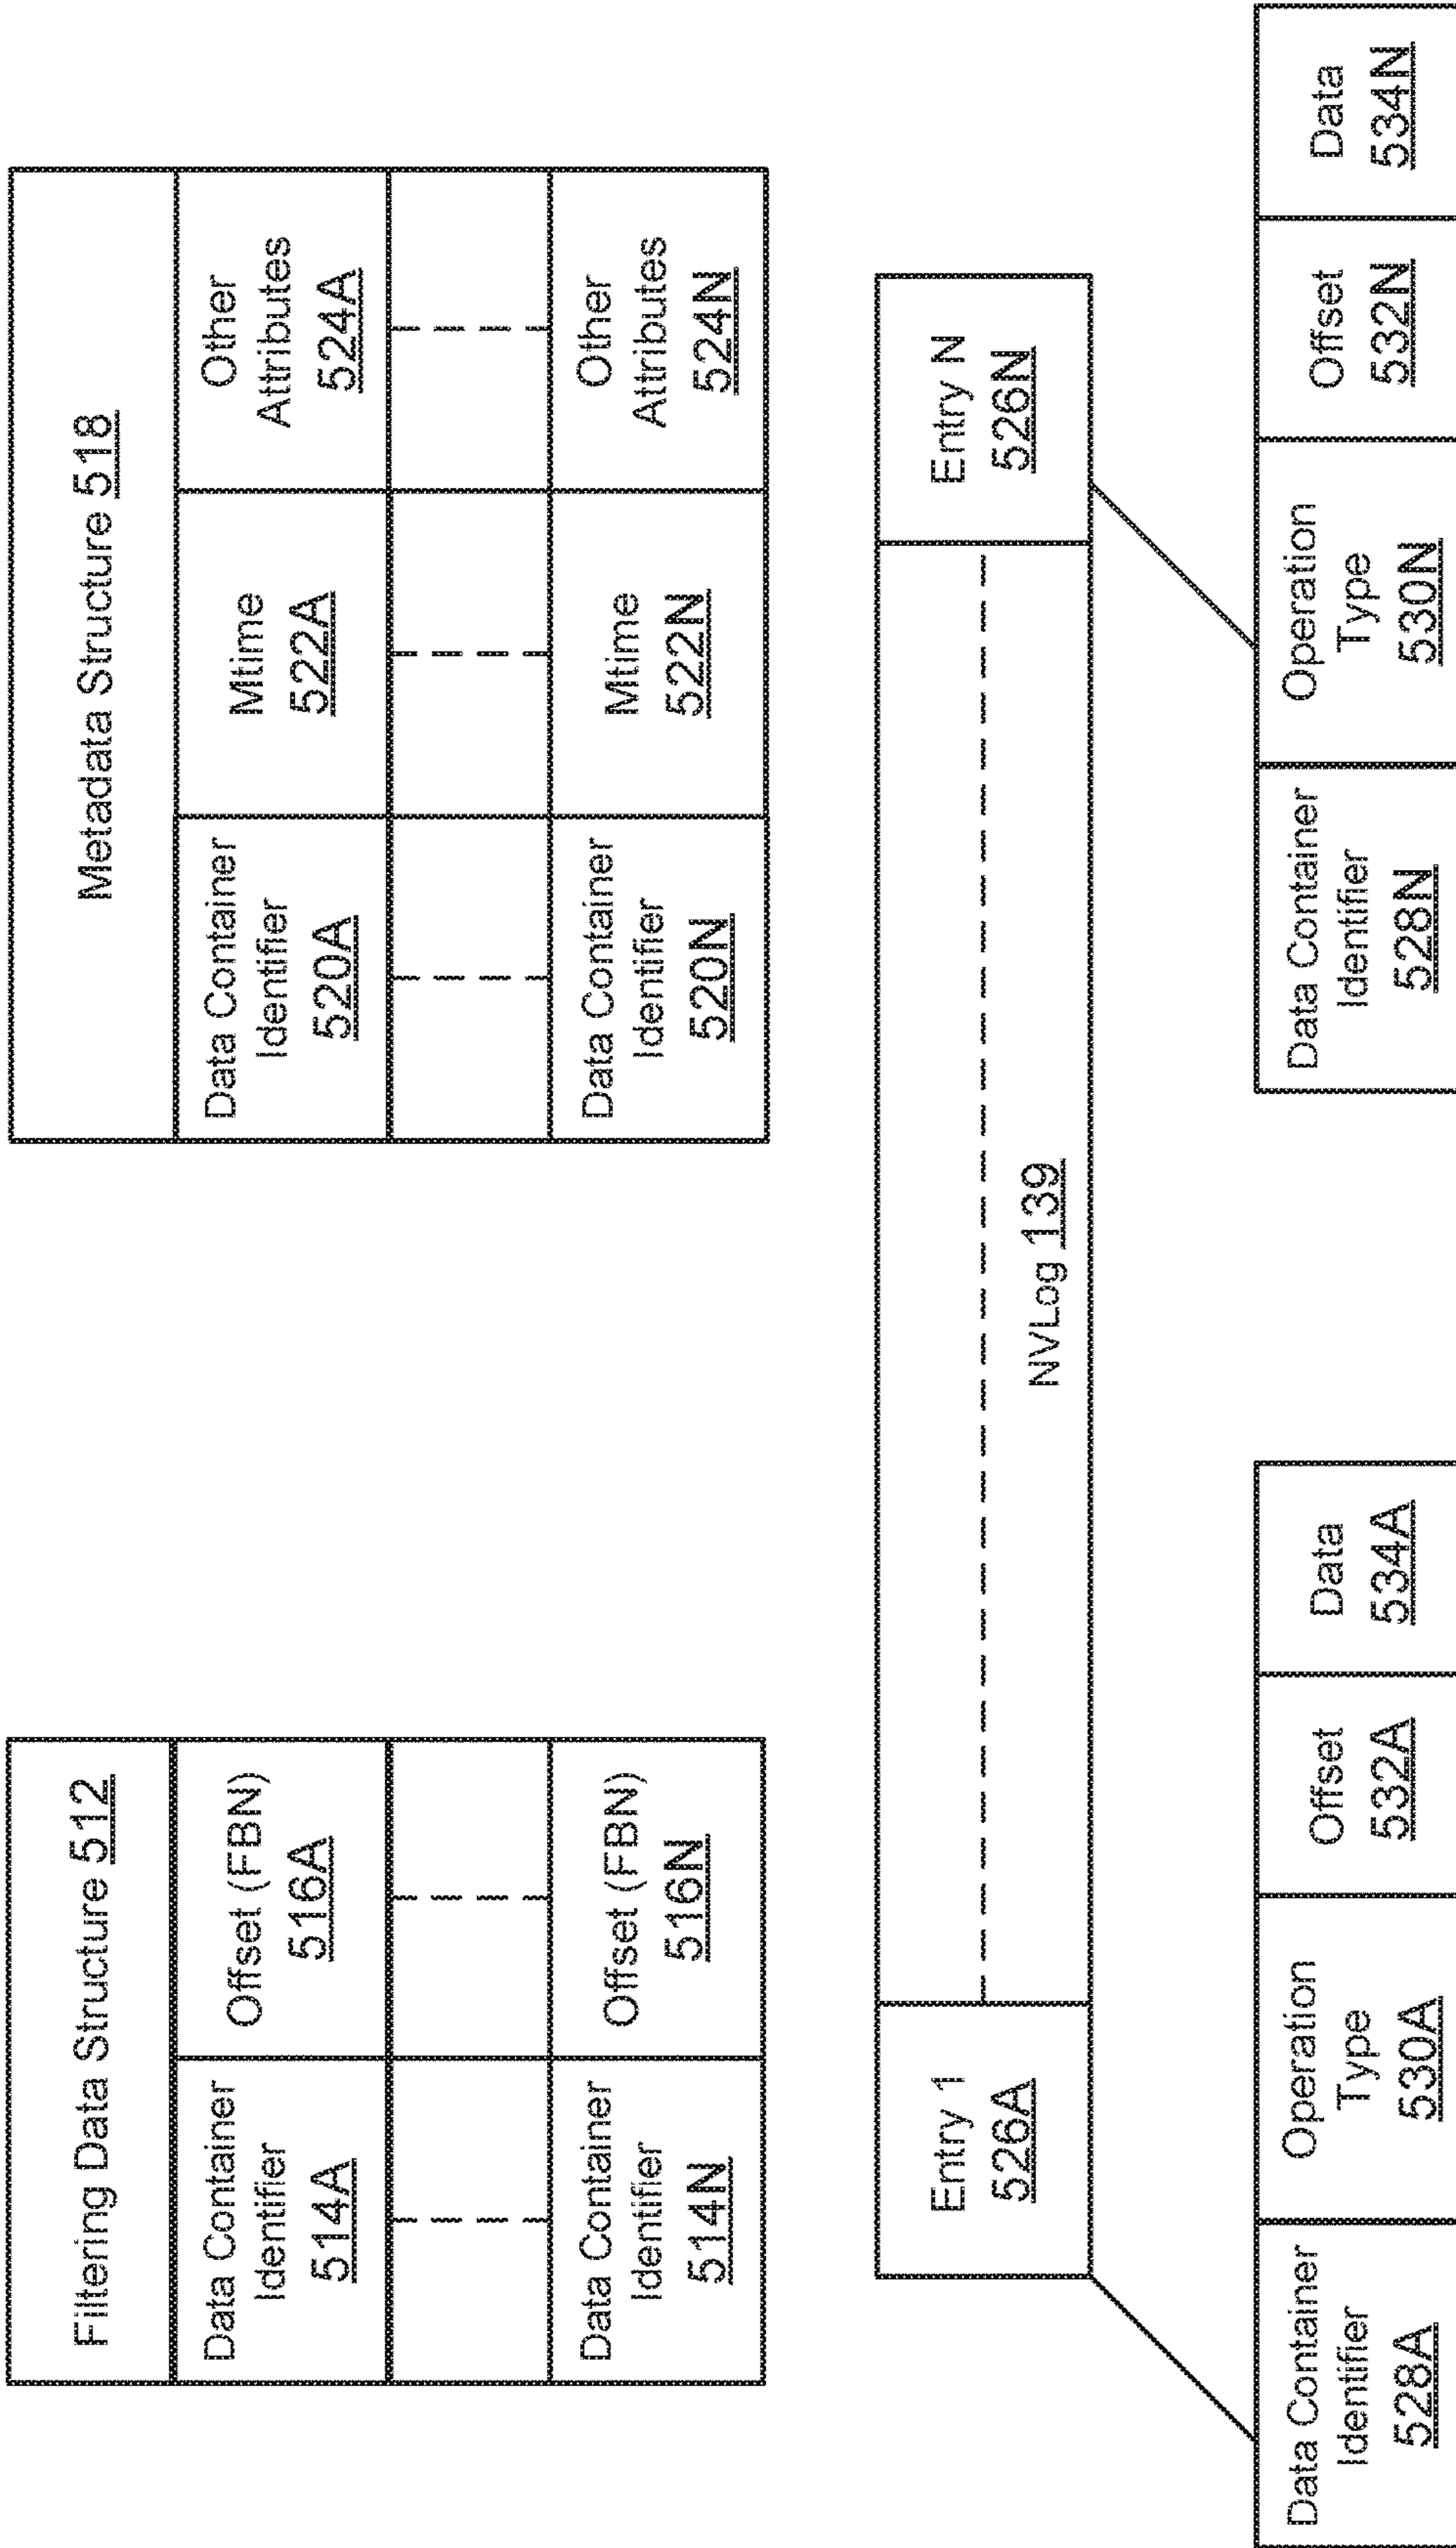 Filtering Data Structure 512
Data Container
Identifier
514A
Offset (FBN)
516A
Data Container
Identifier
514N
Offset (FBN)
516N
Metadata Structure 518
Data Container
Identifier
520A
Mtime
522A
Other
Attributes
524A
Data Container
Identifier
520N
Mtime
522N
Other
Attributes
524N
Entry 1
526A
NVLog 139
Entry N
526N
Data Container
Identifier
528A
Operation
Type
530A
Offset
532A
Data
534A
Data Container
Identifier
528N
Operation
Type
530N
Offset
532N
Data
534N